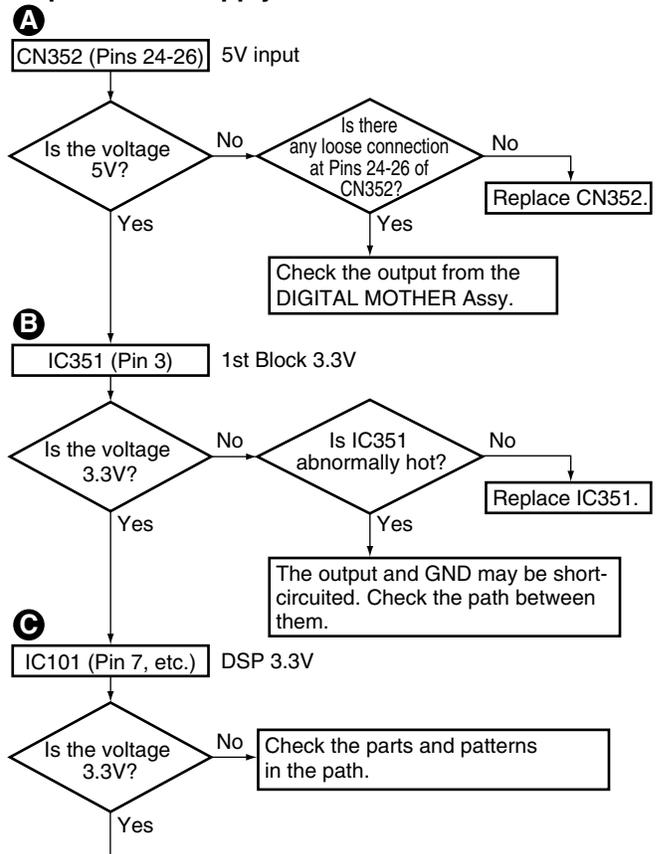 A
CN352 (Pins 24-26)
5V input
Is the voltage
5V?
No
Is there
any loose connection
at Pins 24-26 of
CN352?
No
Replace CN352.
Yes
Yes
Check the output from the
DIGITAL MOTHER Assy.
B
IC351 (Pin 3)
1st Block 3.3V
Is the voltage
3.3V?
No
Is IC351
abnormally hot?
No
Replace IC351.
Yes
Yes
The output and GND may be short-
circuited. Check the path between
them.
C
IC101 (Pin 7, etc.)
DSP 3.3V
Is the voltage
3.3V?
No
Check the parts and patterns
in the path.
Yes